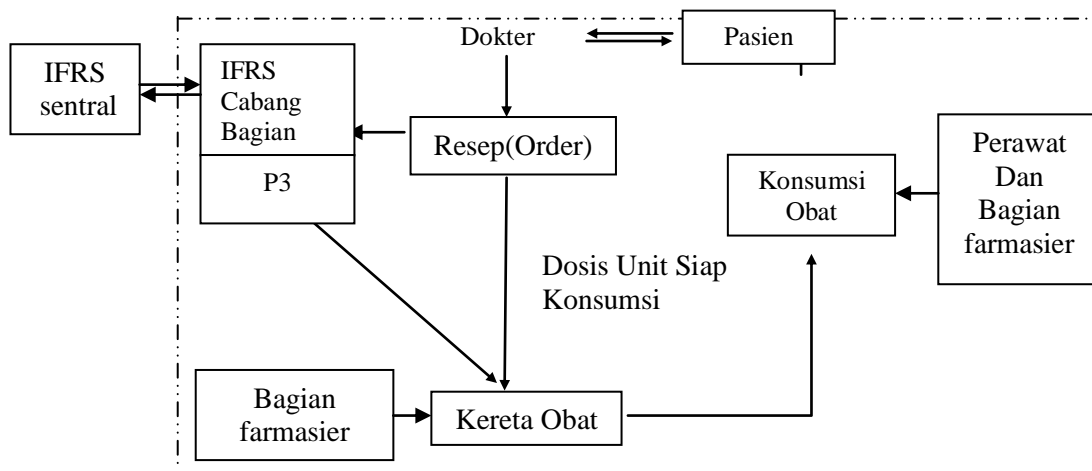 Dokter
Pasien
IFRS
sentral
IFRS
Cabang
Bagian
P3
Resep(Order)
Perawat
Dan
Bagian
farmasier
Konsumsi
Obat
Dosis Unit Siap
Konsumsi
Bagian
farmasier
Kereta Obat